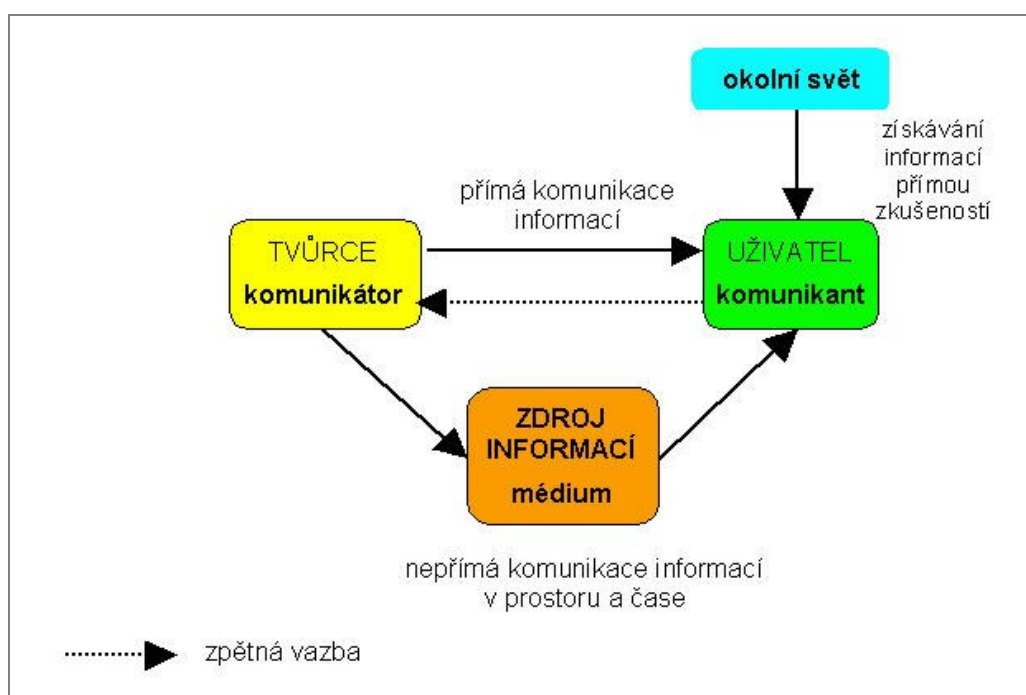 okolní svět
získávání
informací
přímou
zkušeností
přímá komunikace
informací
TVŮRCE
komunikátor
UŽIVATEL
komunikant
ZDROJ
INFORMACÍ
médium
nepřímá komunikace informací
v prostoru a čase
zpětná vazba